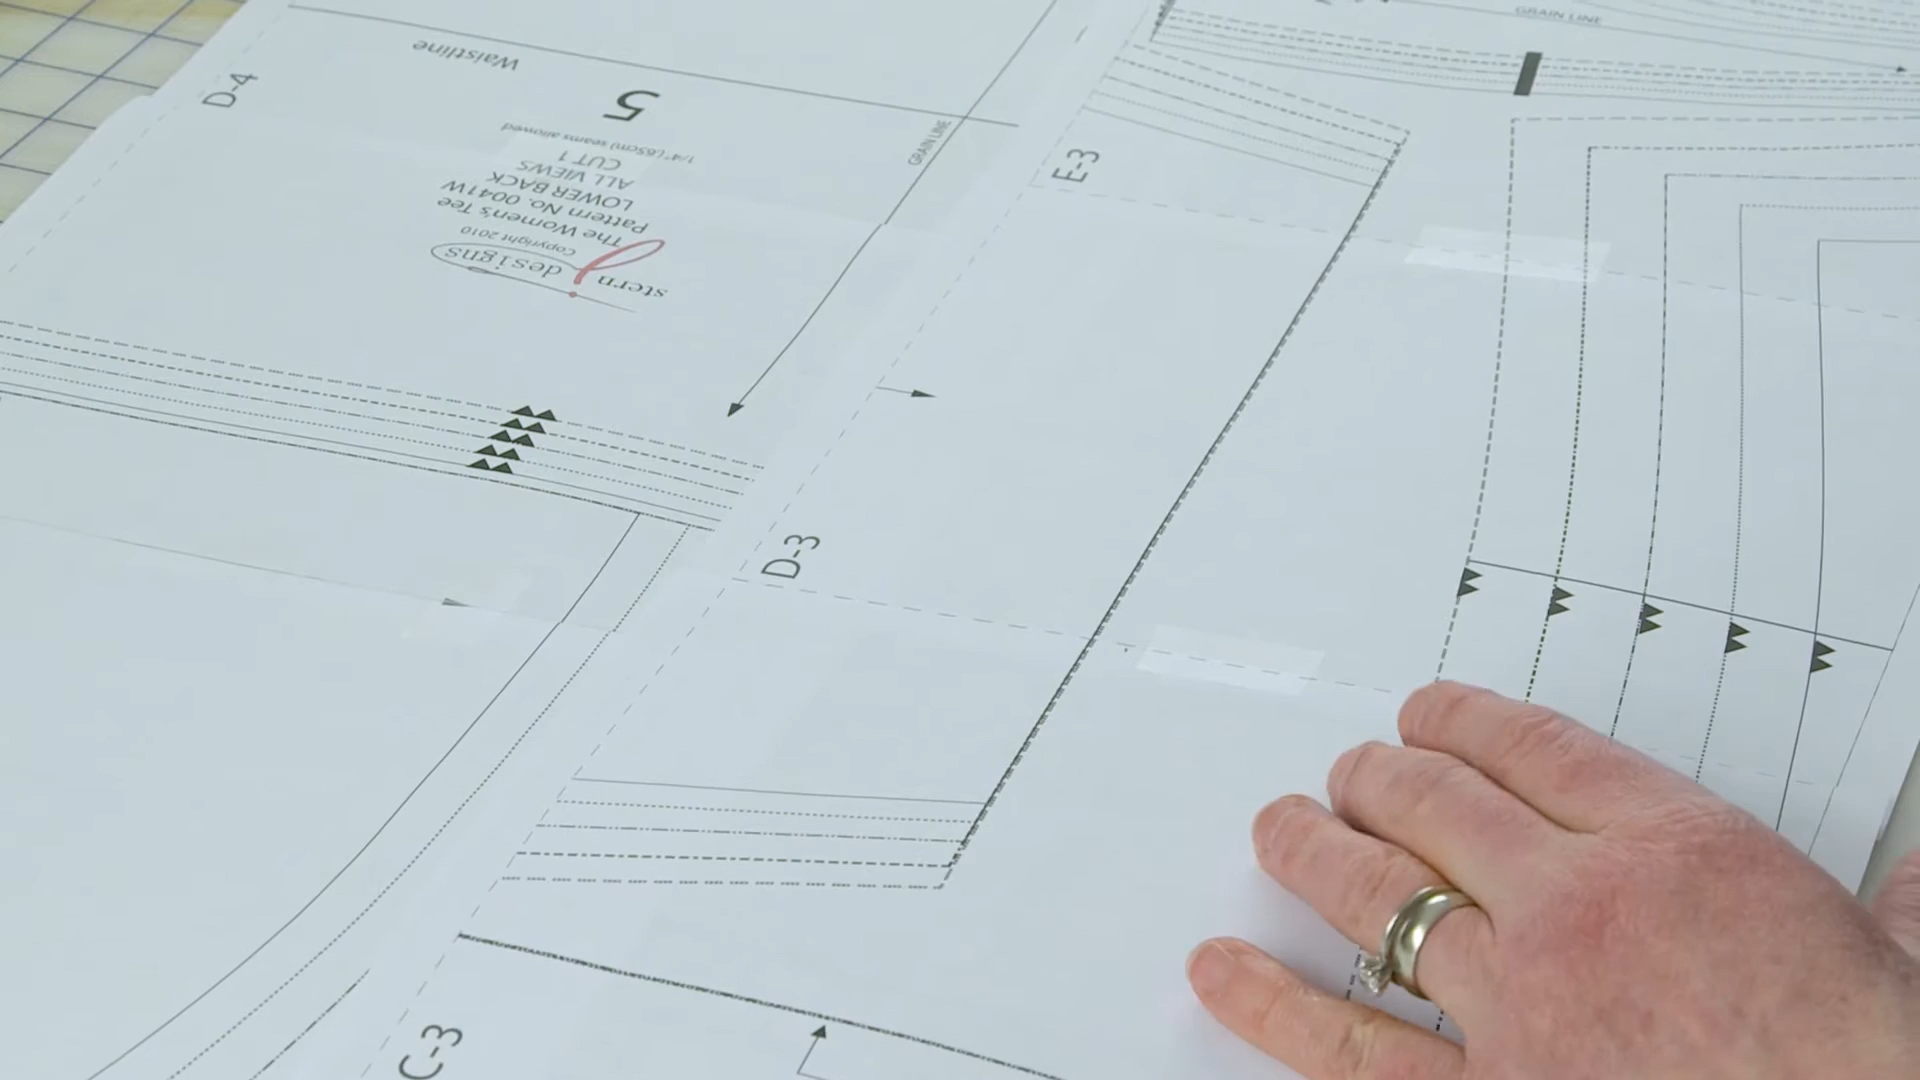 GRAIN LINE
Waistline
D-4
5
1/4"(.65cm) seams allowed
CUT 1
ALL VIEWS
LOWER BACK
Pattern No. 0041W
The Women's Tee
Copyright 2010
j stern designs
GRAIN LINE
E-3
D-3
C-3